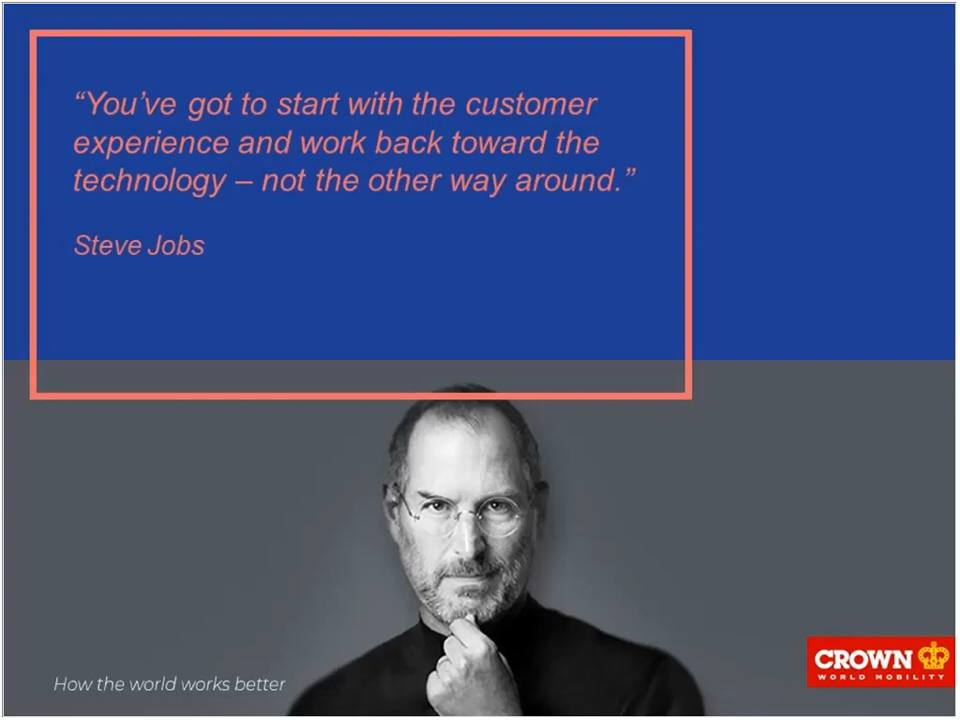 “You’ve got to start with the customer
experience and work back toward the
technology – not the other way around.”
Steve Jobs
How the world works better
CROWN
WORLD MOBILITY